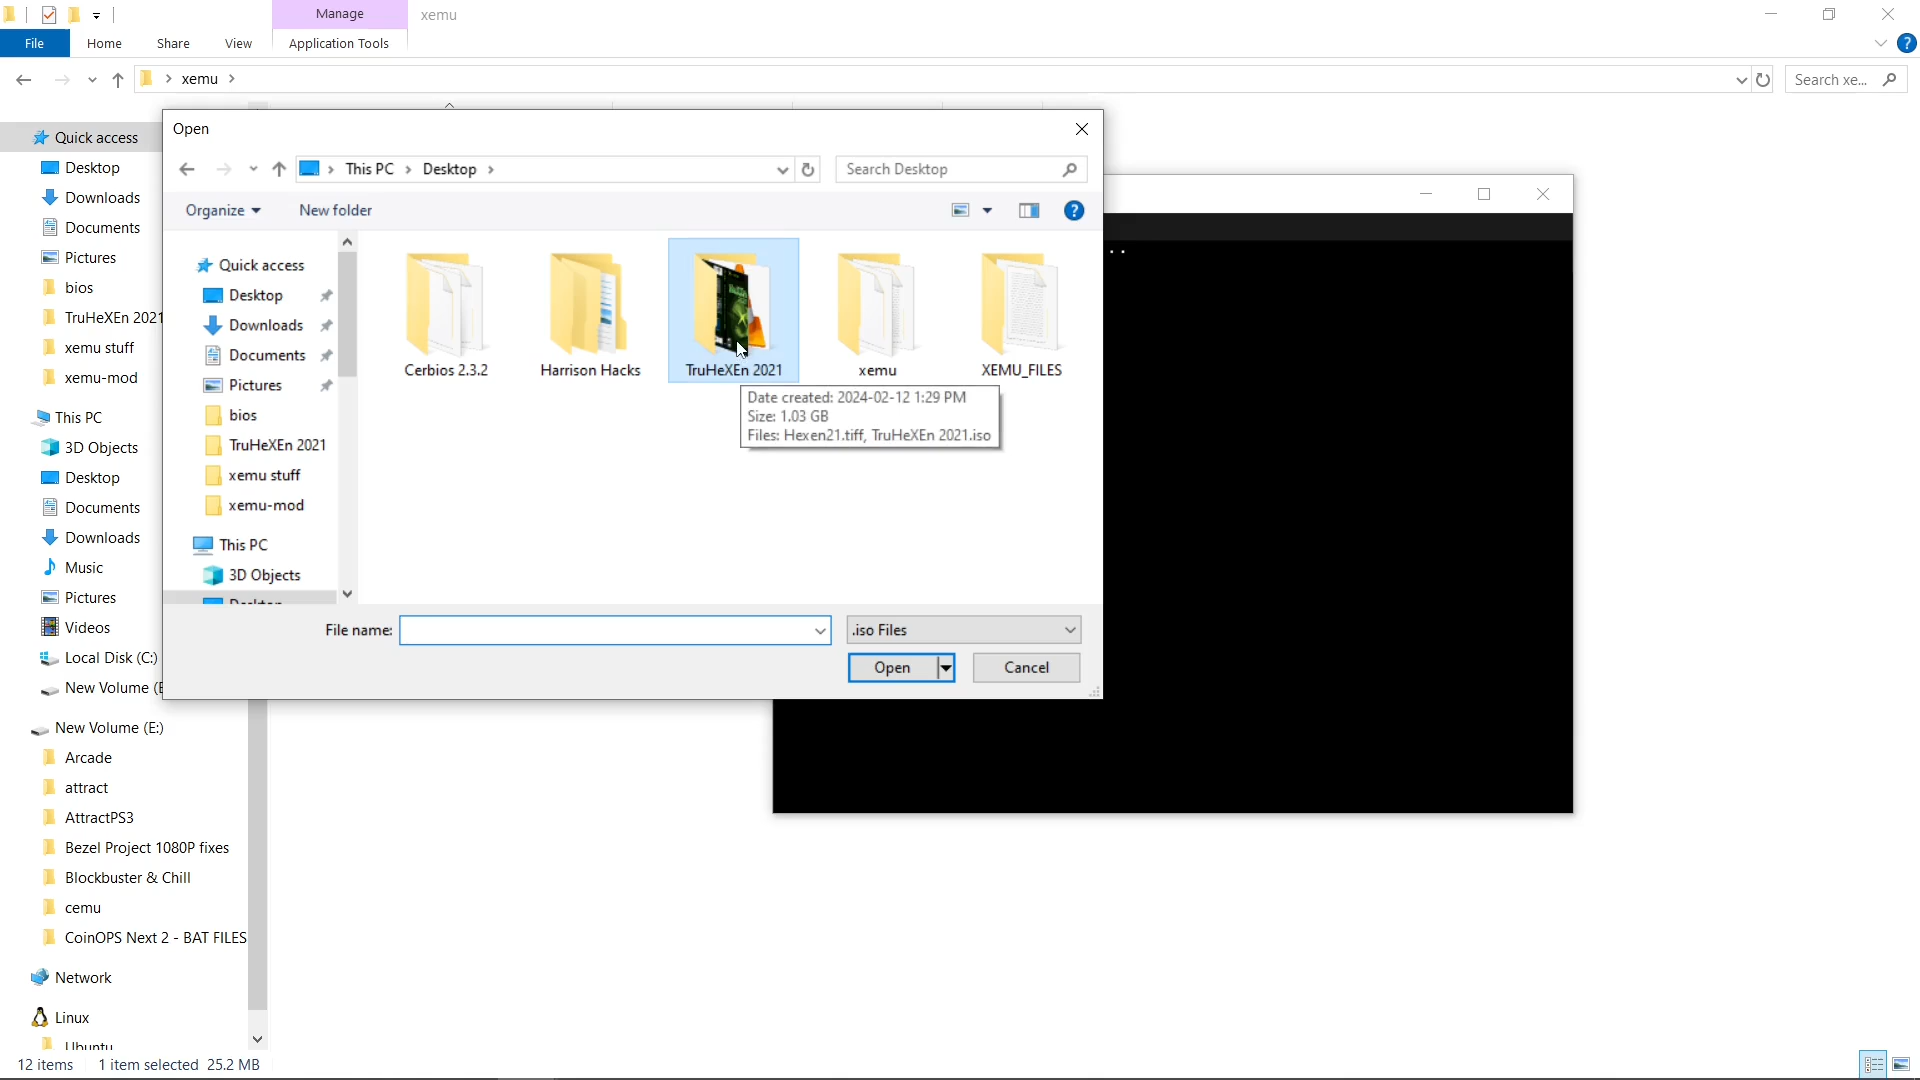 Manage
xemu
File
Home
Share
View
Application Tools
xemu
Search xe...
Quick access
Desktop
Downloads
Documents
Pictures
bios
TruHeXEn 2021
xemu stuff
xemu-mod
This PC
3D Objects
Desktop
Documents
Downloads
Music
Pictures
Videos
Local Disk (C:)
New Volume (E
New Volume (E:)
Arcade
attract
AttractPS3
Bezel Project 1080P fixes
Blockbuster & Chill
cemu
CoinOPS Next 2 - BAT FILES
Network
Linux
Ubuntu
Open
This PC
Desktop
Search Desktop
Organize
New folder
Quick access
Desktop
Downloads
Documents
Pictures
bios
TruHeXEn 2021
xemu stuff
xemu-mod
This PC
3D Objects
Desktop
Cerbios 2.3.2
Harrison Hacks
TruHeXEn 2021
xemu
XEMU_FILES
Date created: 2024-02-12 1:29 PM
Size: 1.03 GB
Files: Hexen21.tiff, TruHeXEn 2021.iso
File name:
.iso Files
Open
Cancel
..
12 items
1 item selected 25.2 MB